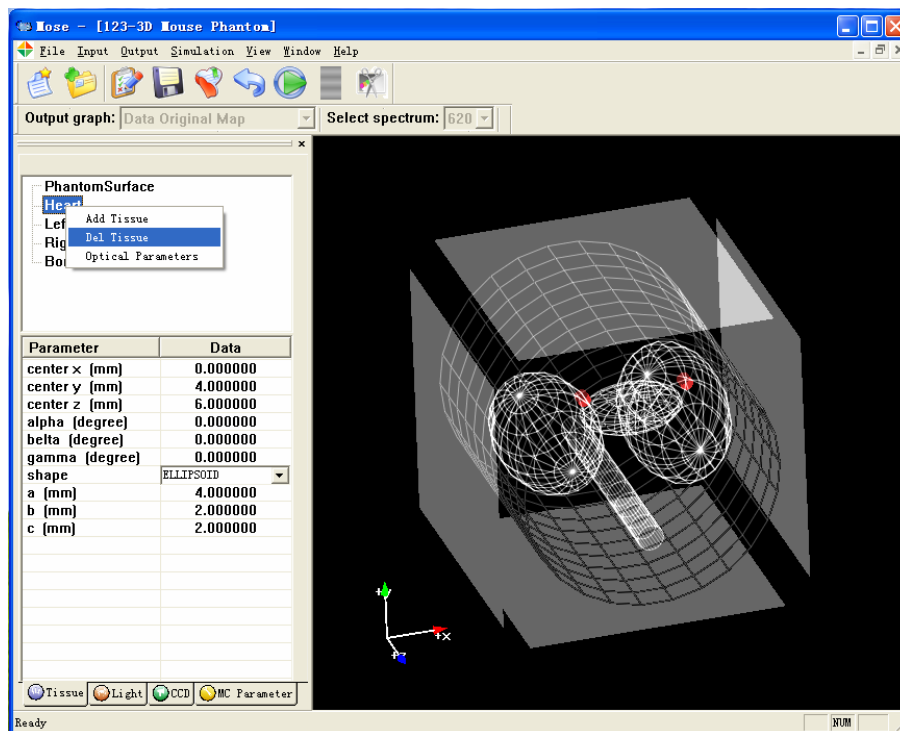 Mose - [123-3D Mouse Phantom]
File Input Output Simulation View Window Help
Output graph: Data Original Map Select spectrum: 620
PhantomSurface
Heart
Add Tissue
Del Tissue
Optical Parameters
Parameter Data
center x (mm) 0.000000
center y (mm) 4.000000
center z (mm) 6.000000
alpha (degree) 0.000000
belta (degree) 0.000000
gamma (degree) 0.000000
shape ELLIPSOID
a (mm) 4.000000
b (mm) 2.000000
c (mm) 2.000000
+y
+x
+z
Tissue Light CCD MC Parameter
Ready NUM